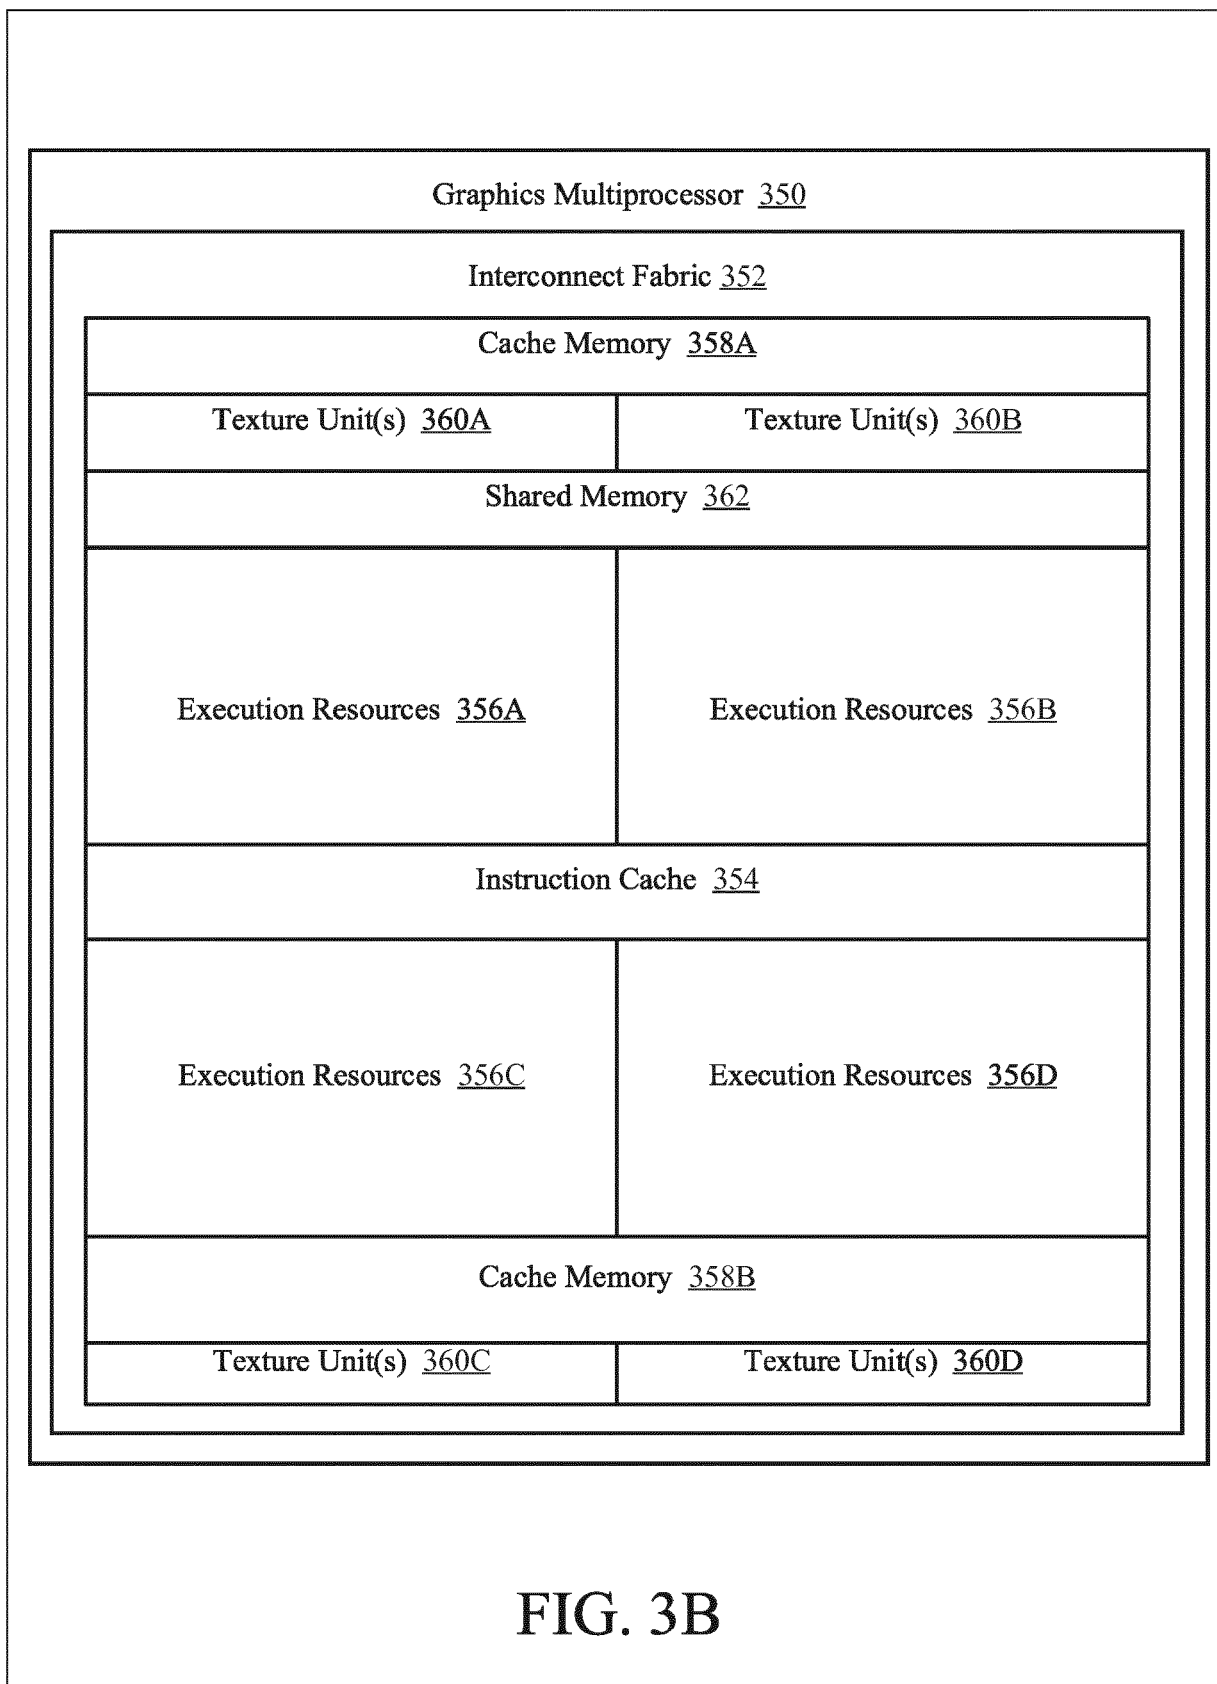 Graphics Multiprocessor 350
Interconnect Fabric 352
Cache Memory 358A
Texture Unit(s) 360A
Texture Unit(s) 360B
Shared Memory 362
Execution Resources 356A
Execution Resources 356B
Instruction Cache 354
Execution Resources 356C
Execution Resources 356D
Cache Memory 358B
Texture Unit(s) 360C
Texture Unit(s) 360D
FIG. 3B